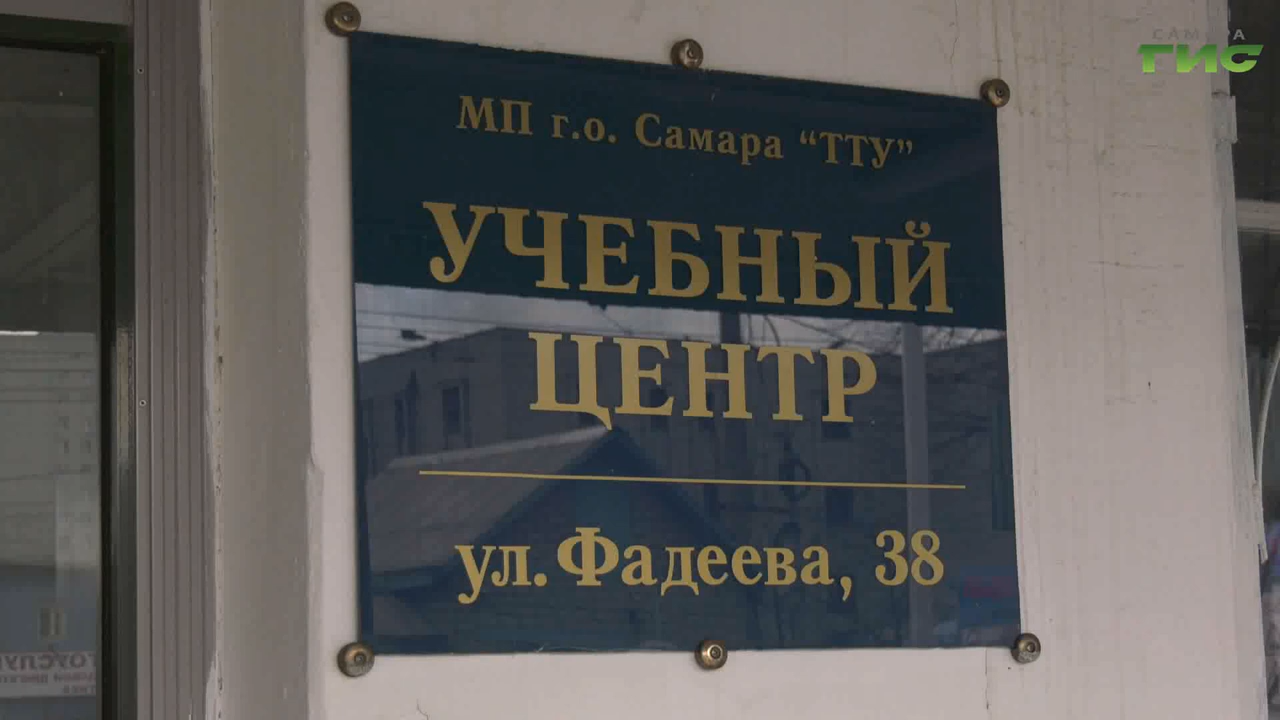 САМАРА
ГИС
МП г.о. Самара “ТТУ”
УЧЕБНЫЙ
ЦЕНТР
ул. Фадеева, 38